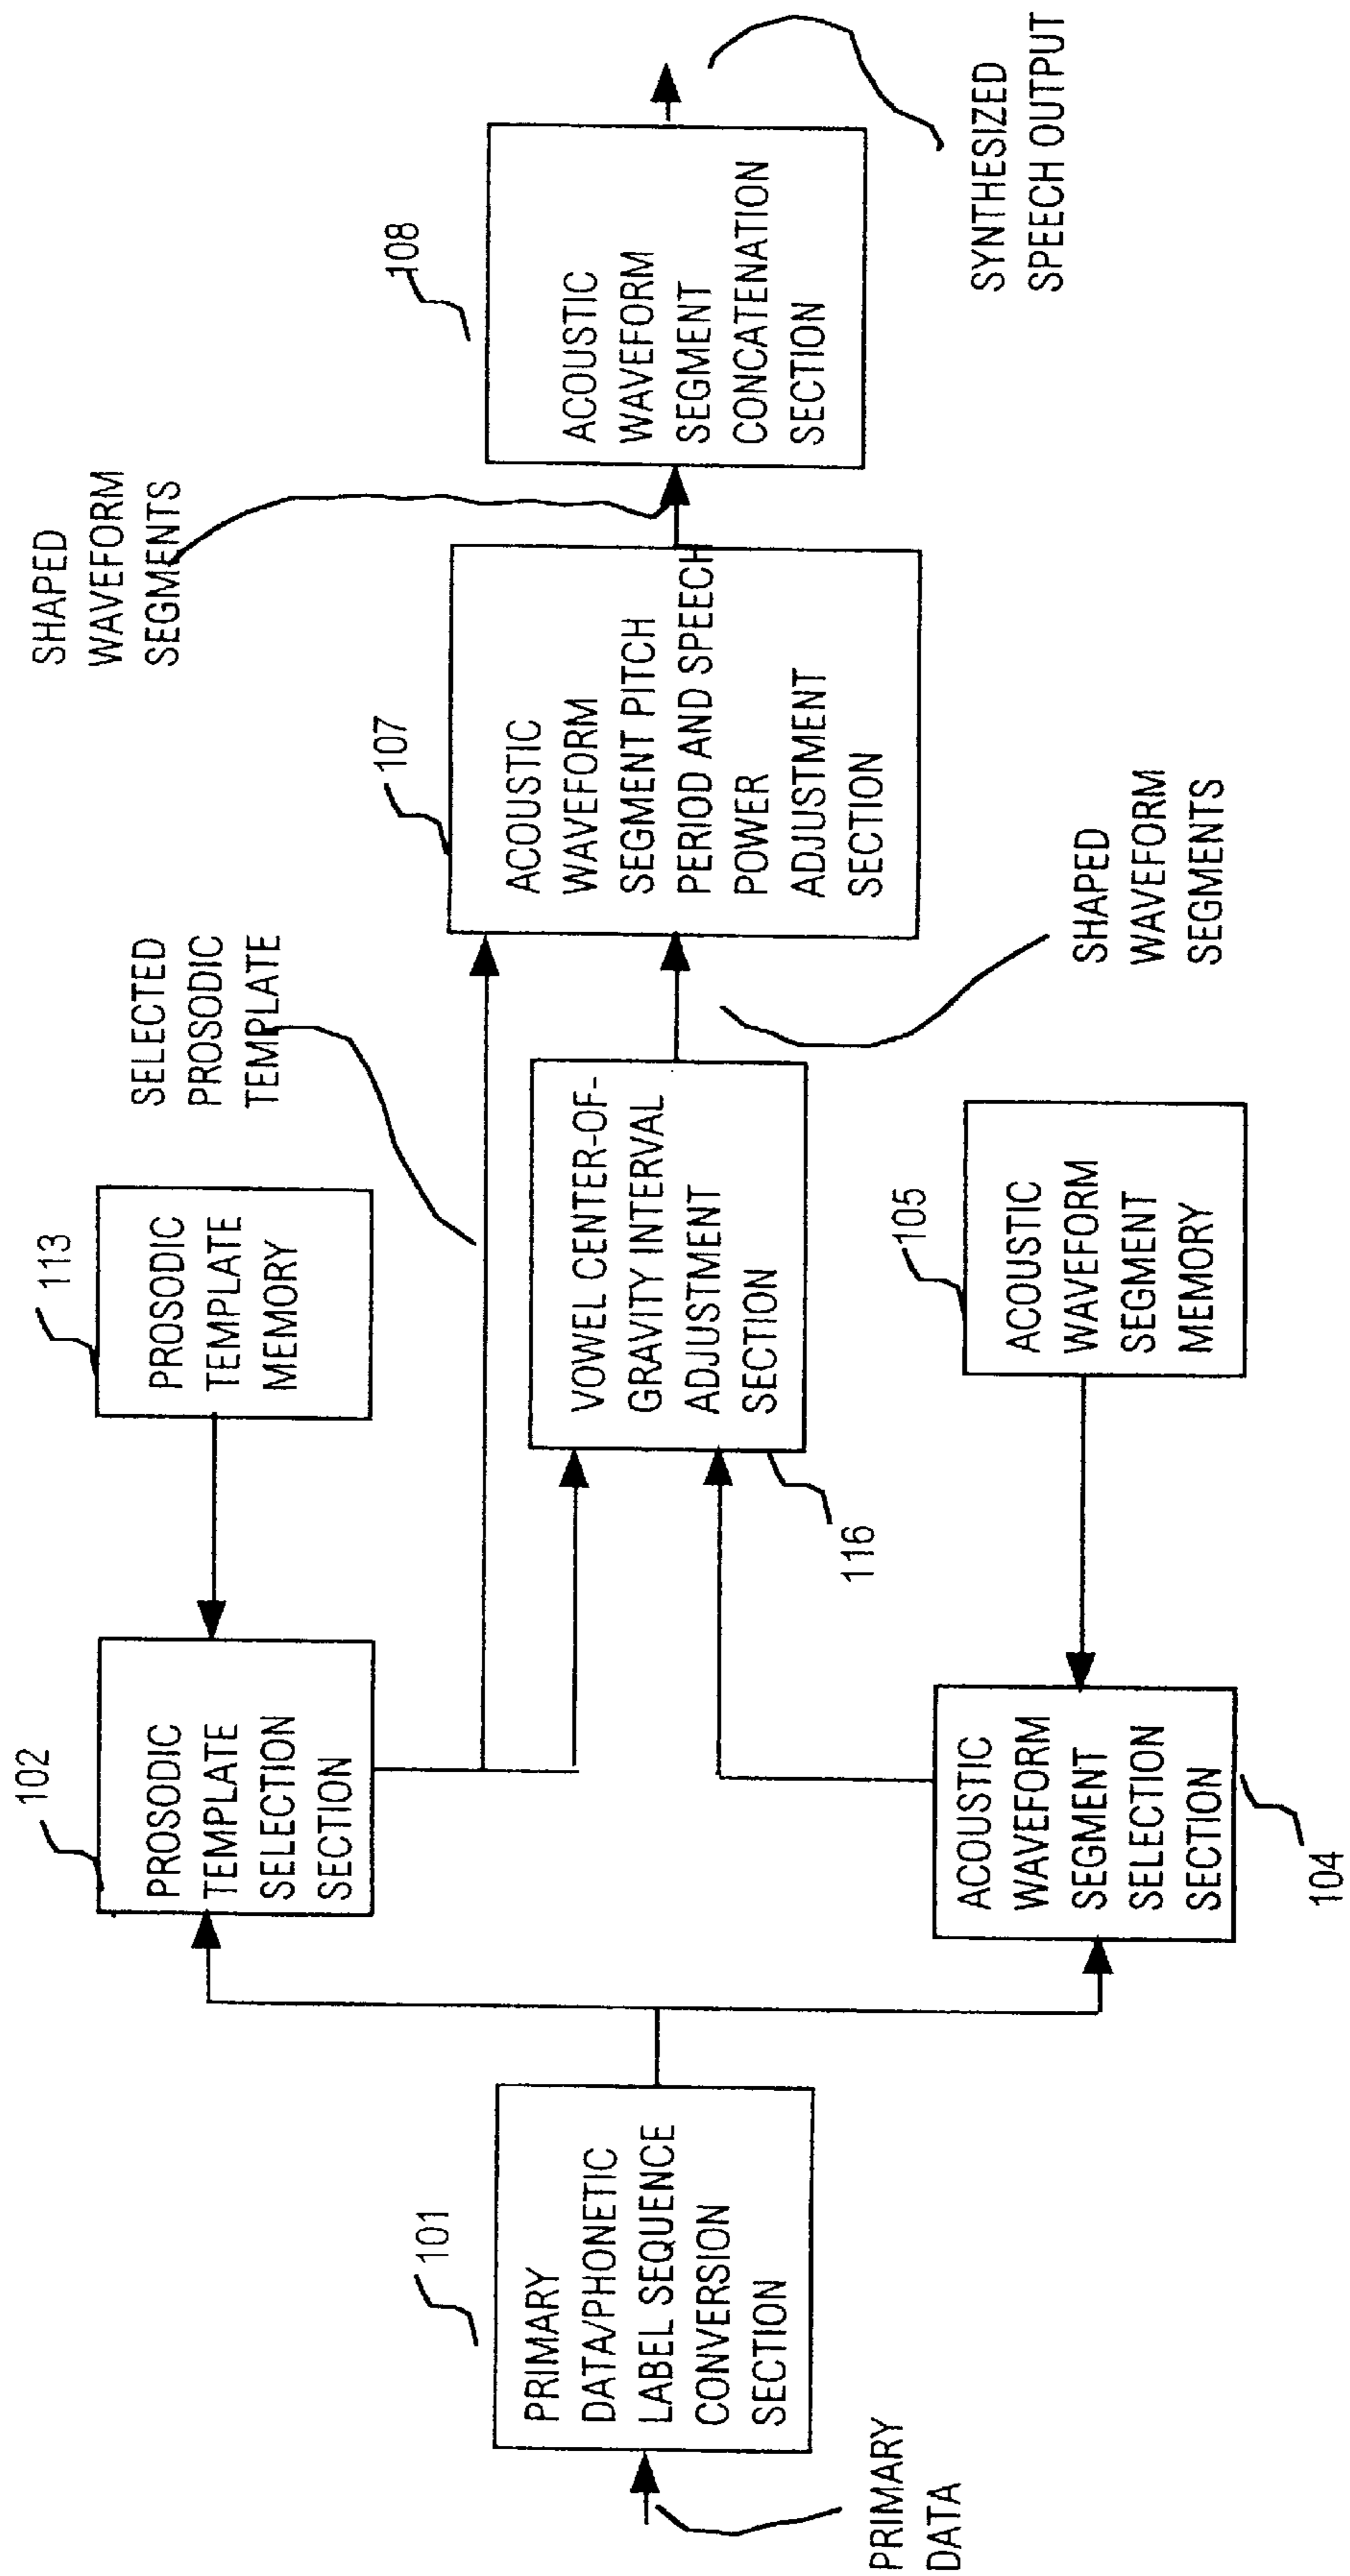 PRIMARY
DATA
101
PRIMARY
DATA/PHONETIC
LABEL SEQUENCE
CONVERSION
SECTION
102
PROSODIC
TEMPLATE
SELECTION
SECTION
113
PROSODIC
TEMPLATE
MEMORY
SELECTED
PROSODIC
TEMPLATE
104
ACOUSTIC
WAVEFORM
SEGMENT
SELECTION
SECTION
105
ACOUSTIC
WAVEFORM
SEGMENT
MEMORY
116
VOWEL CENTER-OF-
GRAVITY INTERVAL
ADJUSTMENT
SECTION
SHAPED
WAVEFORM
SEGMENTS
107
ACOUSTIC
WAVEFORM
SEGMENT PITCH
PERIOD AND SPEECH
POWER
ADJUSTMENT
SECTION
SHAPED
WAVEFORM
SEGMENTS
108
ACOUSTIC
WAVEFORM
SEGMENT
CONCATENATION
SECTION
SYNTHESIZED
SPEECH OUTPUT